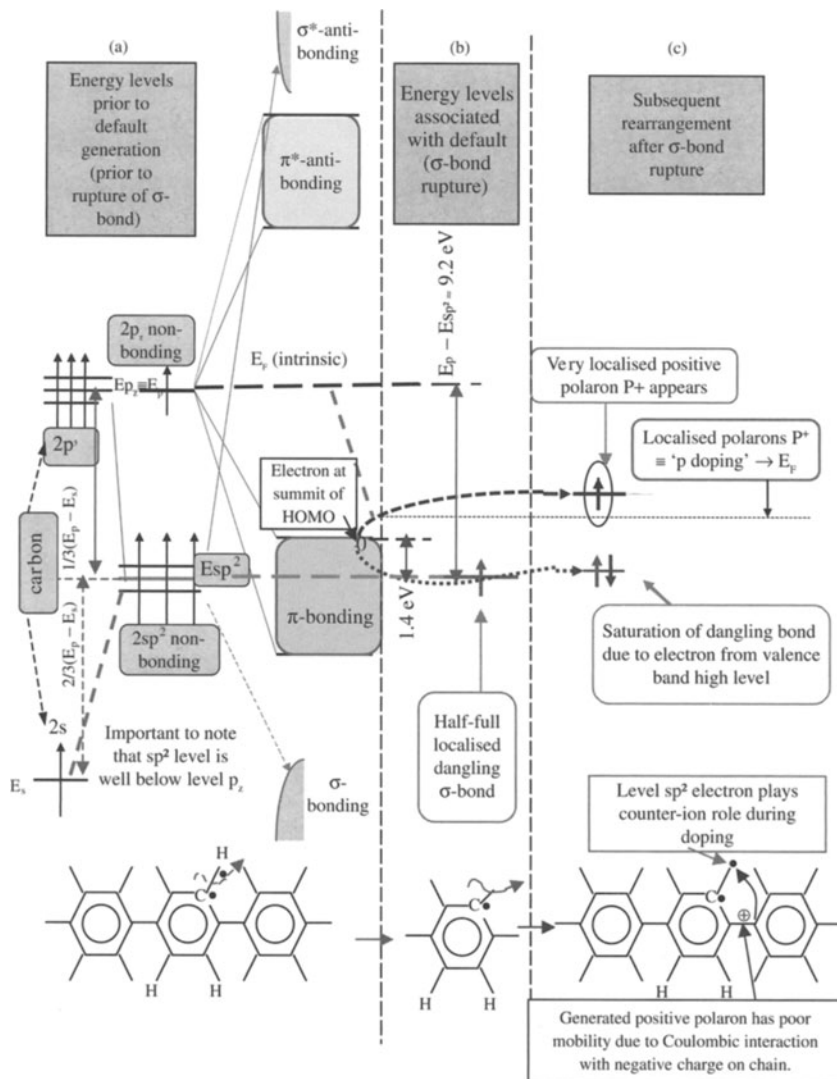 (a)
Energy levels
prior to
default
generation
(prior to
rupture of σ-
bond)
σ*-anti-
bonding
π*-anti-
bonding
(b)
Energy levels
associated
with default
(σ-bond
rupture)
(c)
Subsequent
rearrangement
after σ-bond
rupture
2p_z non-
bonding
Ep_z≡E_p
E_F (intrinsic)
E_p – Esp² = 9.2 eV
Very localised positive
polaron P+ appears
Localised polarons P⁺
≡ ‘p doping’ → E_F
Electron at
summit of
HOMO
carbon
1/3(E_p – E_s)
2/3(E_p – E_s)
Esp²
2sp² non-
bonding
π-bonding
1.4 eV
Saturation of dangling bond
due to electron from valence
band high level
2s
E_s
Important to note
that sp² level is
well below level p_z
σ-
bonding
Half-full
localised
dangling
σ-bond
Level sp² electron plays
counter-ion role during
doping
H
C
H H
C
H H
C
⊕
H H
Generated positive polaron has poor
mobility due to Coulombic interaction
with negative charge on chain.